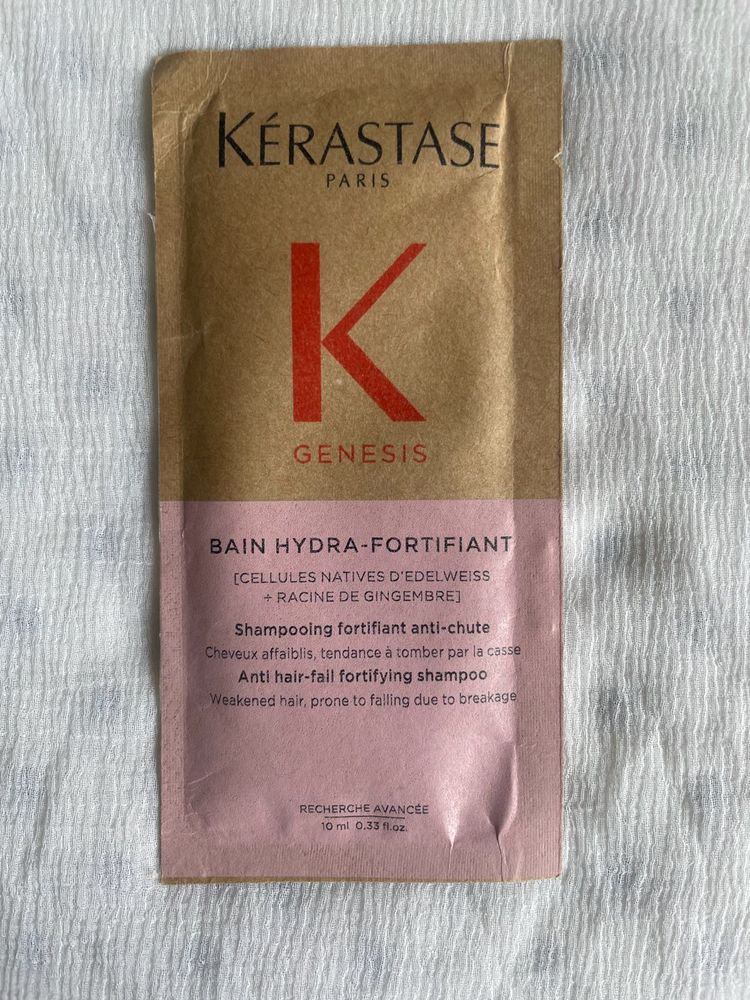 KÉRASTASE
PARIS
K
GENESIS
BAIN HYDRA-FORTIFIANT
[CELLULES NATIVES D'EDELWEISS
+ RACINE DE GINGEMBRE]
Shampooing fortifiant anti-chute
Cheveux affaiblis, tendance à tomber par la casse
Anti hair-fall fortifying shampoo
Weakened hair, prone to falling due to breakage
RECHERCHE AVANCÉE
10 ml 0.33 fl.oz.